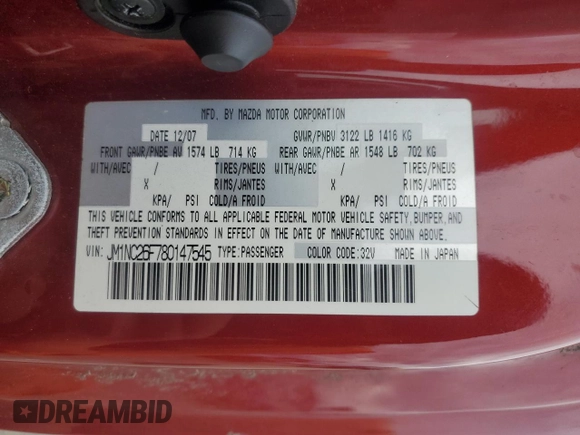 MFD. BY MAZDA MOTOR CORPORATION
DATE 12/07 GVWR/PNBV 3122 LB 1416 KG
FRONT GAWR/PNBE AV 1574 LB 714 KG REAR GAWR/PNBE AR 1548 LB 702 KG
WITH/AVEC / TIRES/PNEUS WITH/AVEC / TIRES/PNEUS
X RIMS/JANTES X RIMS/JANTES
KPA/ PSI COLD/A FROID KPA/ PSI COLD/A FROID
THIS VEHICLE CONFORMS TO ALL APPLICABLE FEDERAL MOTOR VEHICLE SAFETY, BUMPER, AND
THEFT PREVENTION STANDARDS IN EFFECT ON THE DATE OF MANUFACTURE SHOWN ABOVE.
VIN: JM1NC26F780147545 TYPE: PASSENGER COLOR CODE: 32V MADE IN JAPAN
DREAMBID